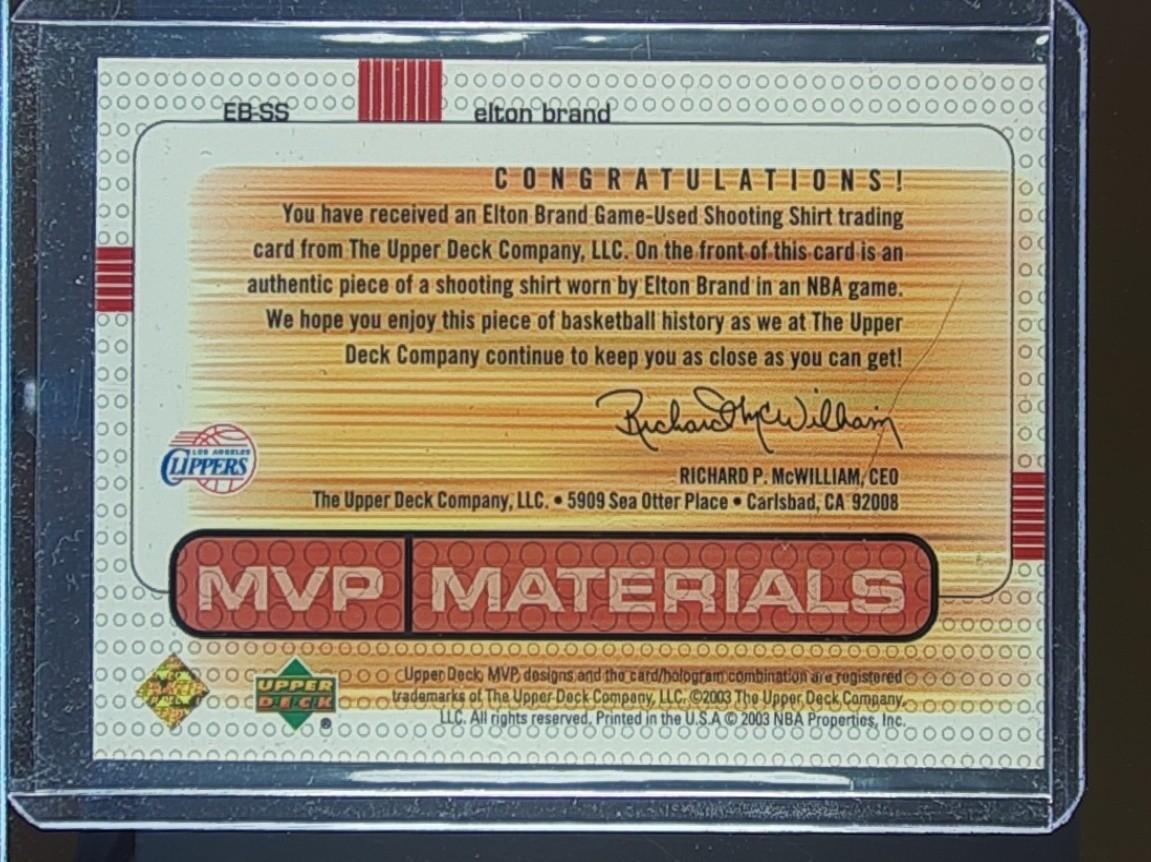 EB-SS elton brand
CONGRATULATIONS!
You have received an Elton Brand Game-Used Shooting Shirt trading
card from The Upper Deck Company, LLC. On the front of this card is an
authentic piece of a shooting shirt worn by Elton Brand in an NBA game.
We hope you enjoy this piece of basketball history as we at The Upper
Deck Company continue to keep you as close as you can get!
Richard McWilliam
RICHARD P. McWILLIAM, CEO
The Upper Deck Company, LLC. • 5909 Sea Otter Place • Carlsbad, CA 92008
LOS ANGELES
CLIPPERS
MVP MATERIALS
UPPER
DECK
®
Upper Deck, MVP, designs and the card/hologram combination are registered
trademarks of The Upper Deck Company, LLC. ©2003 The Upper Deck Company,
LLC. All rights reserved. Printed in the U.S.A © 2003 NBA Properties, Inc.